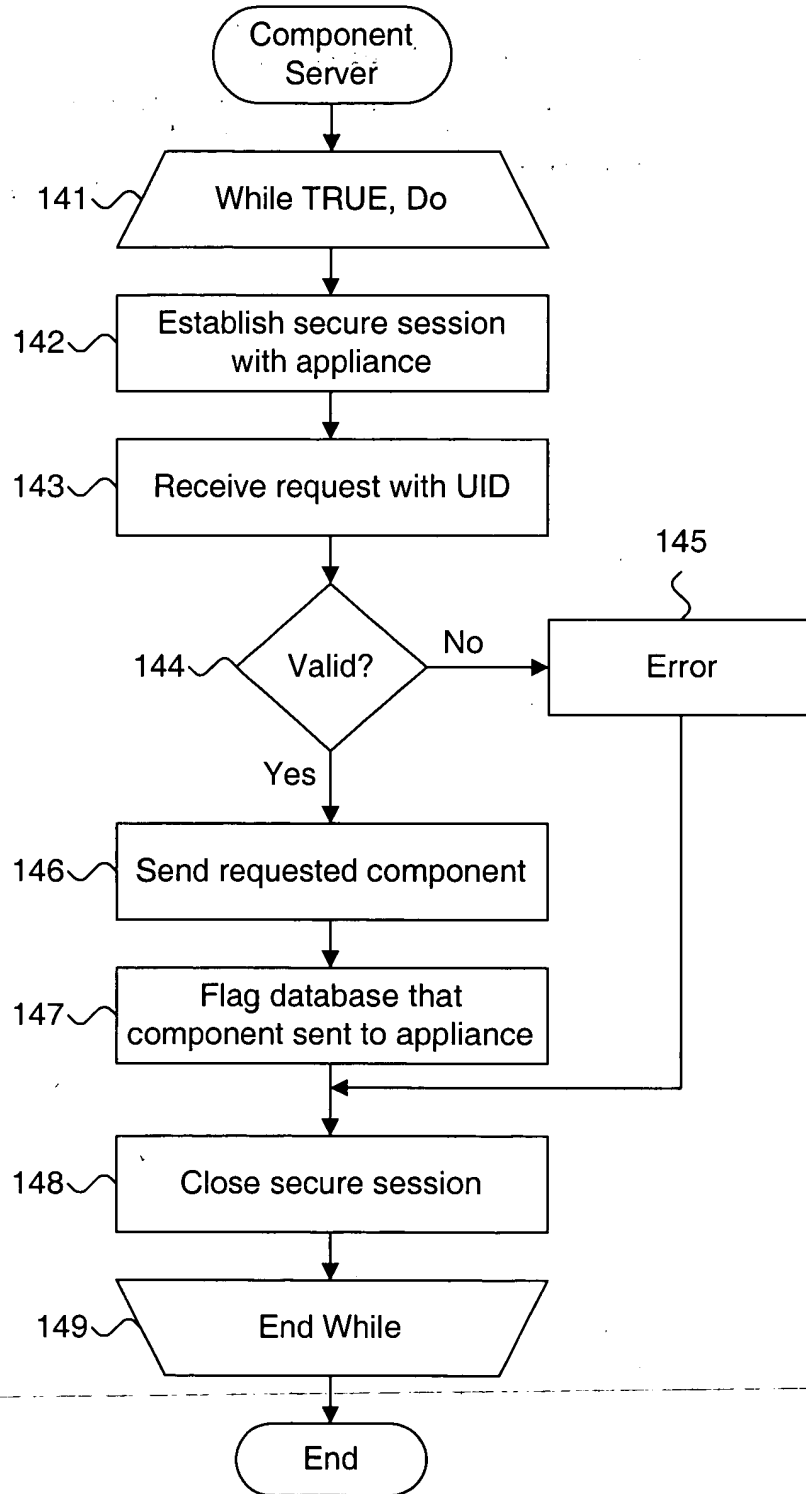 Component
Server
141
While TRUE, Do
142
Establish secure session
with appliance
143
Receive request with UID
144
Valid?
No
145
Error
Yes
146
Send requested component
147
Flag database that
component sent to appliance
148
Close secure session
149
End While
End